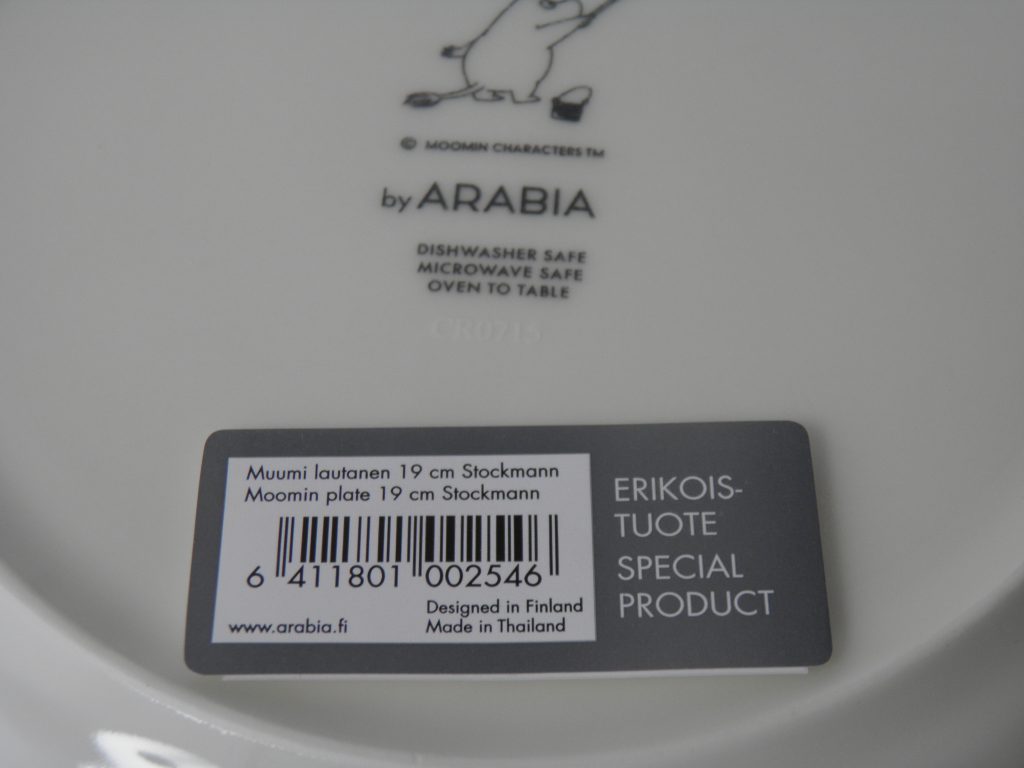 © MOOMIN CHARACTERS TM
by ARABIA
DISHWASHER SAFE
MICROWAVE SAFE
OVEN TO TABLE
CR0715
Muumi lautanen 19 cm Stockmann
Moomin plate 19 cm Stockmann
6 411801 002546
Designed in Finland
www.arabia.fi Made in Thailand
ERIKOIS-
TUOTE
SPECIAL
PRODUCT